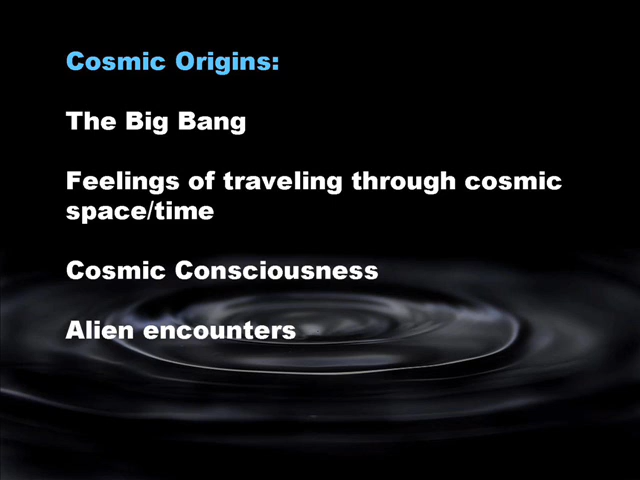 Cosmic Origins:
The Big Bang
Feelings of traveling through cosmic
space/time
Cosmic Consciousness
Alien encounters